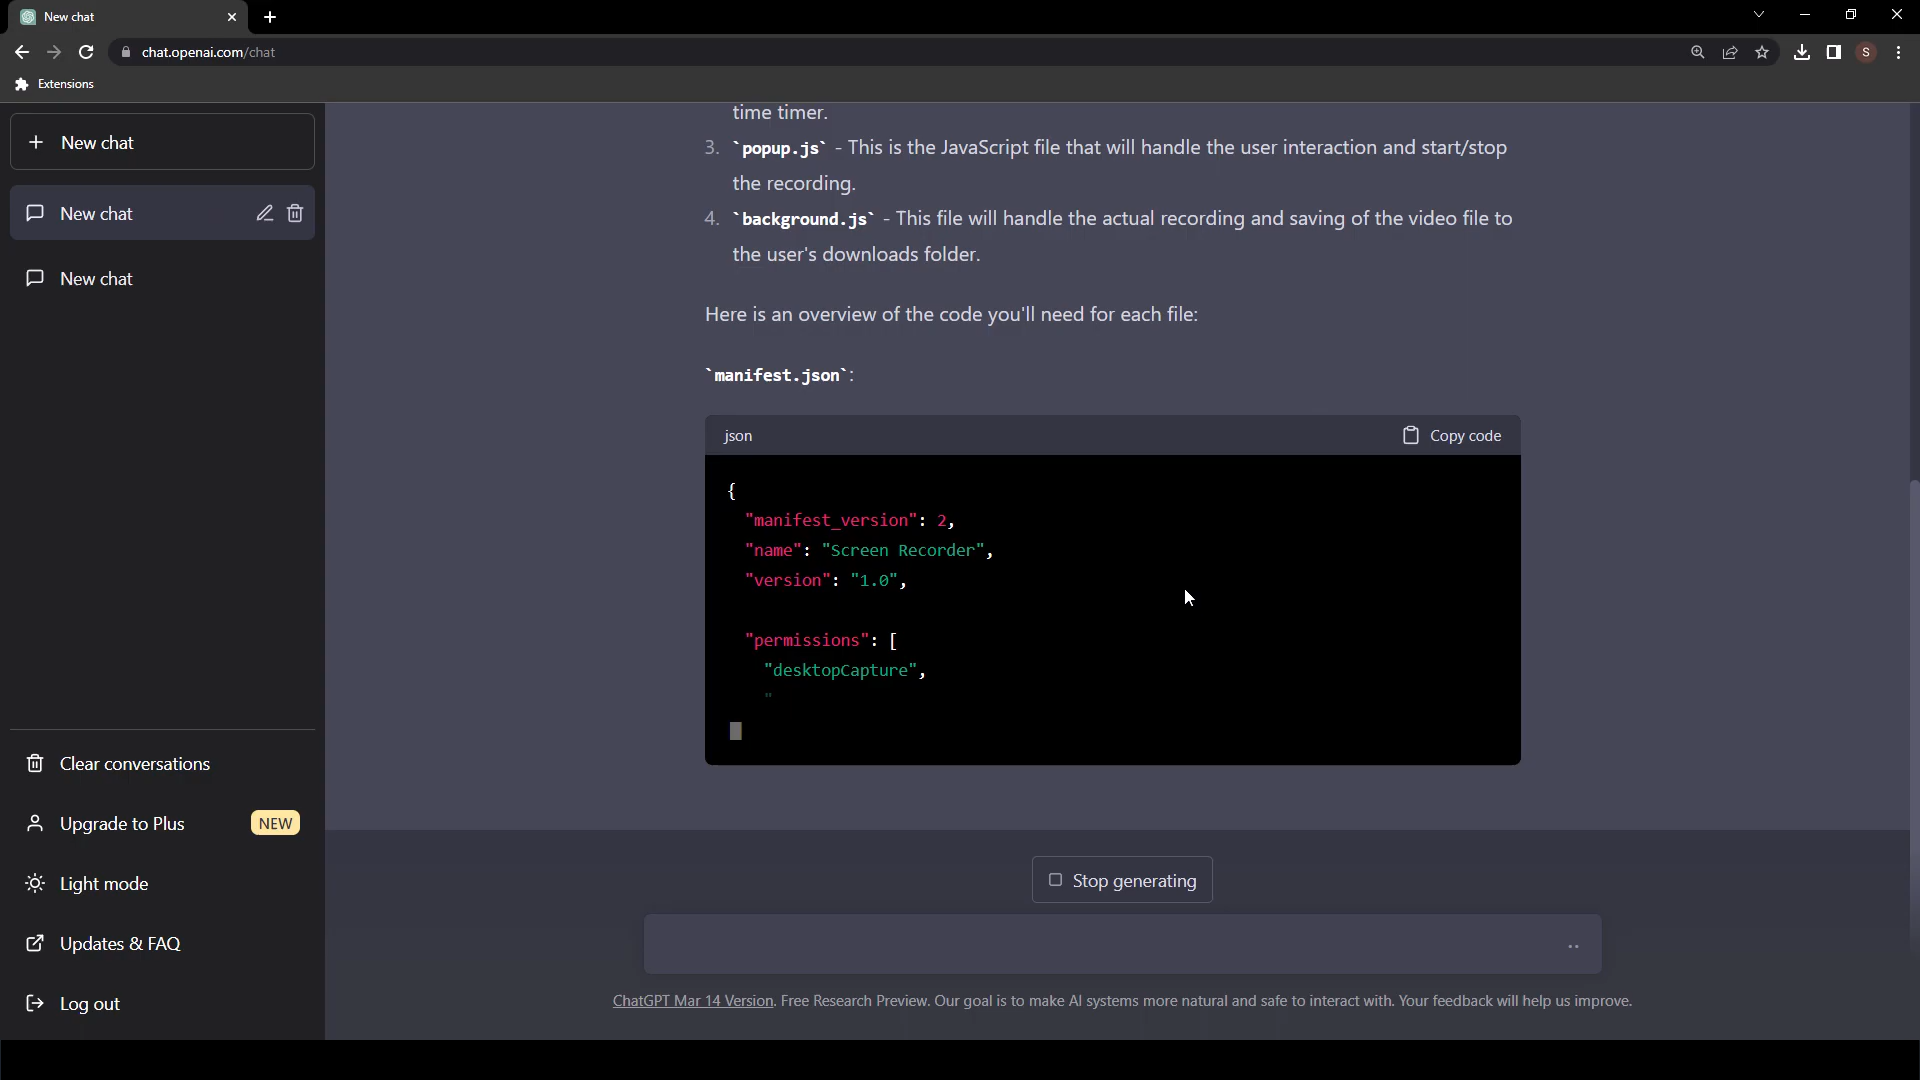 New chat
chat.openai.com/chat
S
Extensions
New chat
New chat
New chat
Clear conversations
Upgrade to Plus NEW
Light mode
Updates & FAQ
Log out
time timer.
3. `popup.js` - This is the JavaScript file that will handle the user interaction and start/stop
the recording.
4. `background.js` - This file will handle the actual recording and saving of the video file to
the user's downloads folder.
Here is an overview of the code you'll need for each file:
`manifest.json`:
json Copy code
{
"manifest_version": 2,
"name": "Screen Recorder",
"version": "1.0",
"permissions": [
"desktopCapture",
"
Stop generating
ChatGPT Mar 14 Version. Free Research Preview. Our goal is to make AI systems more natural and safe to interact with. Your feedback will help us improve.